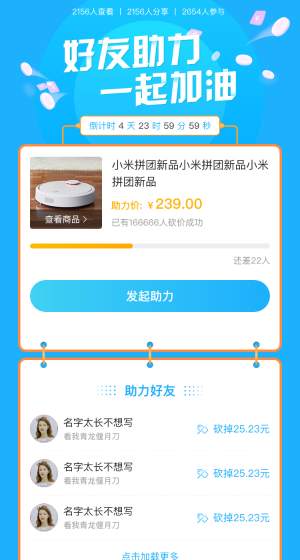 2156人查看 | 2156人分享 | 2654人参与
好友助力
一起加油
倒计时 4 天 23 时 59 分 59 秒
小米拼团新品小米拼团新品小米
拼团新品
助力价: ¥239.00
已有166666人砍价成功
查看商品 >
还差22人
发起助力
助力好友
名字太长不想写
看我青龙偃月刀
砍掉25.23元
名字太长不想写
看我青龙偃月刀
砍掉25.23元
名字太长不想写
看我青龙偃月刀
砍掉25.23元
点击加载更多